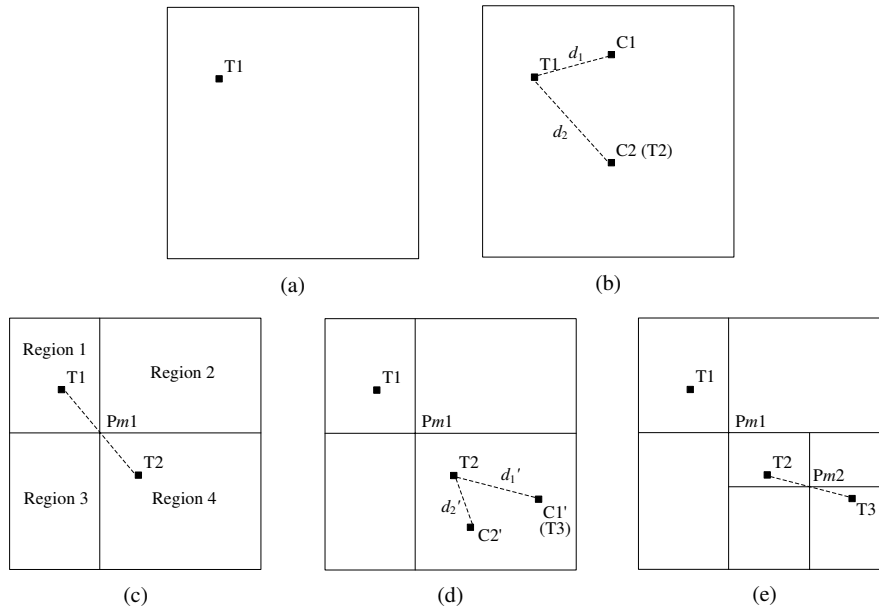 T1
(a)
C1
d₁
T1
d₂
C2 (T2)
(b)
Region 1
Region 2
T1
Pm1
T2
Region 3
Region 4
(c)
T1
Pm1
T2
d₁'
d₂'
C1'
(T3)
C2'
(d)
T1
Pm1
T2
Pm2
T3
(e)